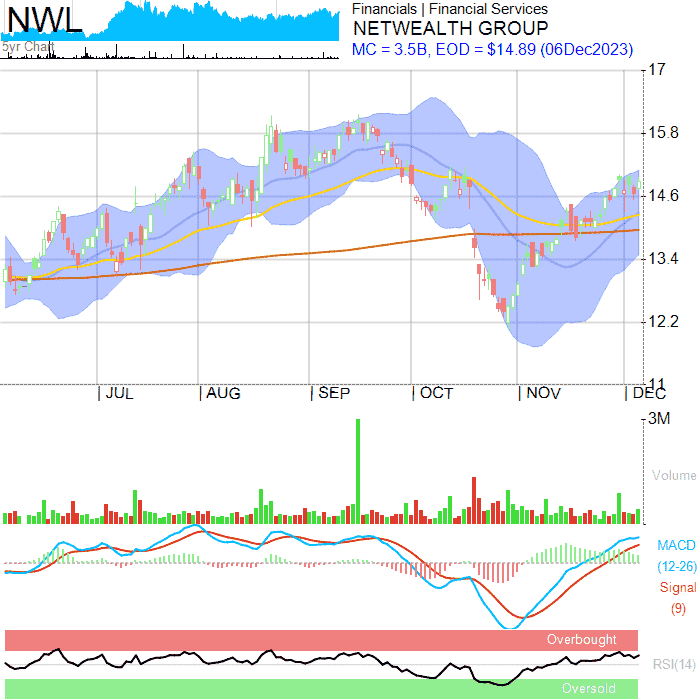 NWL
5yr Chart
Financials | Financial Services
NETWEALTH GROUP
MC = 3.5B, EOD = $14.89 (06Dec2023)
17
15.8
14.6
13.4
12.2
11
JUL
AUG
SEP
OCT
NOV
DEC
3M
Volume
MACD
(12-26)
Signal
(9)
Overbought
RSI(14)
Oversold